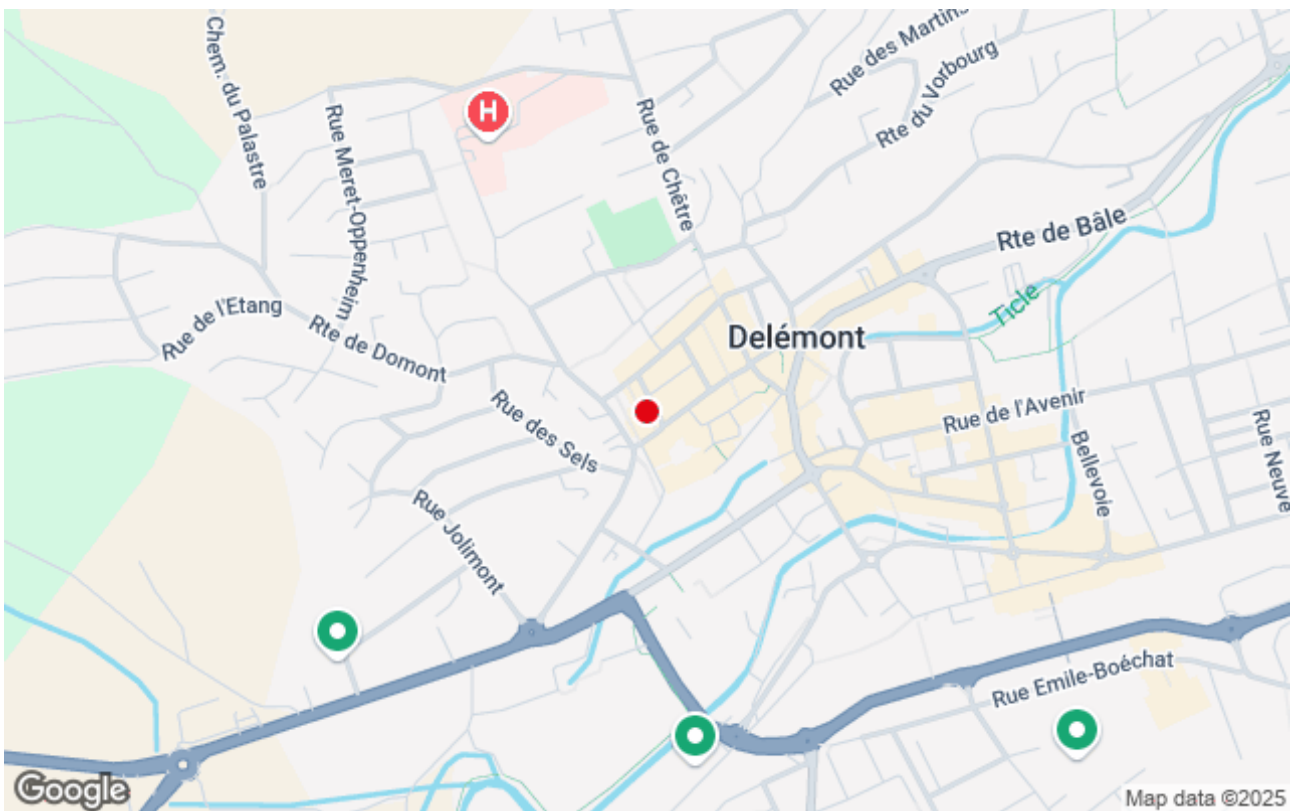 Chem. du Palastre
Rue Meret-Oppenheim
H
Rue de Chêtre
Rue des Martins
Rte du Vorbourg
Rte de Bâle
Ticle
Delémont
Rue de l'Etang
Rte de Domont
Rue des Sels
Rue Jolimont
Rue de l'Avenir
Bellevoie
Rue Neuve
Rue Emile-Boéchat
Google
Map data ©2025